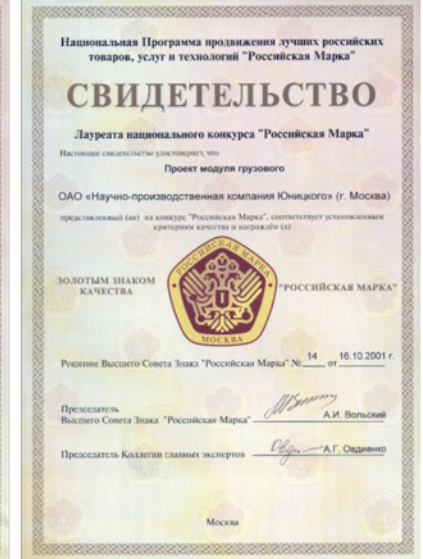 Национальная Программа продвижения лучших российских
товаров, услуг и технологий "Российская Марка"
СВИДЕТЕЛЬСТВО
Лауреата национального конкурса "Российская Марка"
Настоящее свидетельство удостоверяет, что
Проект модуля грузового
ОАО «Научно-производственная компания Юницкого» (г. Москва)
представленный (ая) на конкурс "Российская Марка", соответствует установленным
критериям качества и награждён (а)
ЗОЛОТЫМ ЗНАКОМ
КАЧЕСТВА
РОССИЙСКАЯ МАРКА
МОСКВА
"РОССИЙСКАЯ МАРКА"
Решение Высшего Совета Знака "Российская Марка" № 14 от 16.10.2001 г.
Председатель
Высшего Совета Знака "Российская Марка" А.И. Вольский
Председатель Коллегии главных экспертов А.Г. Овдиенко
Москва